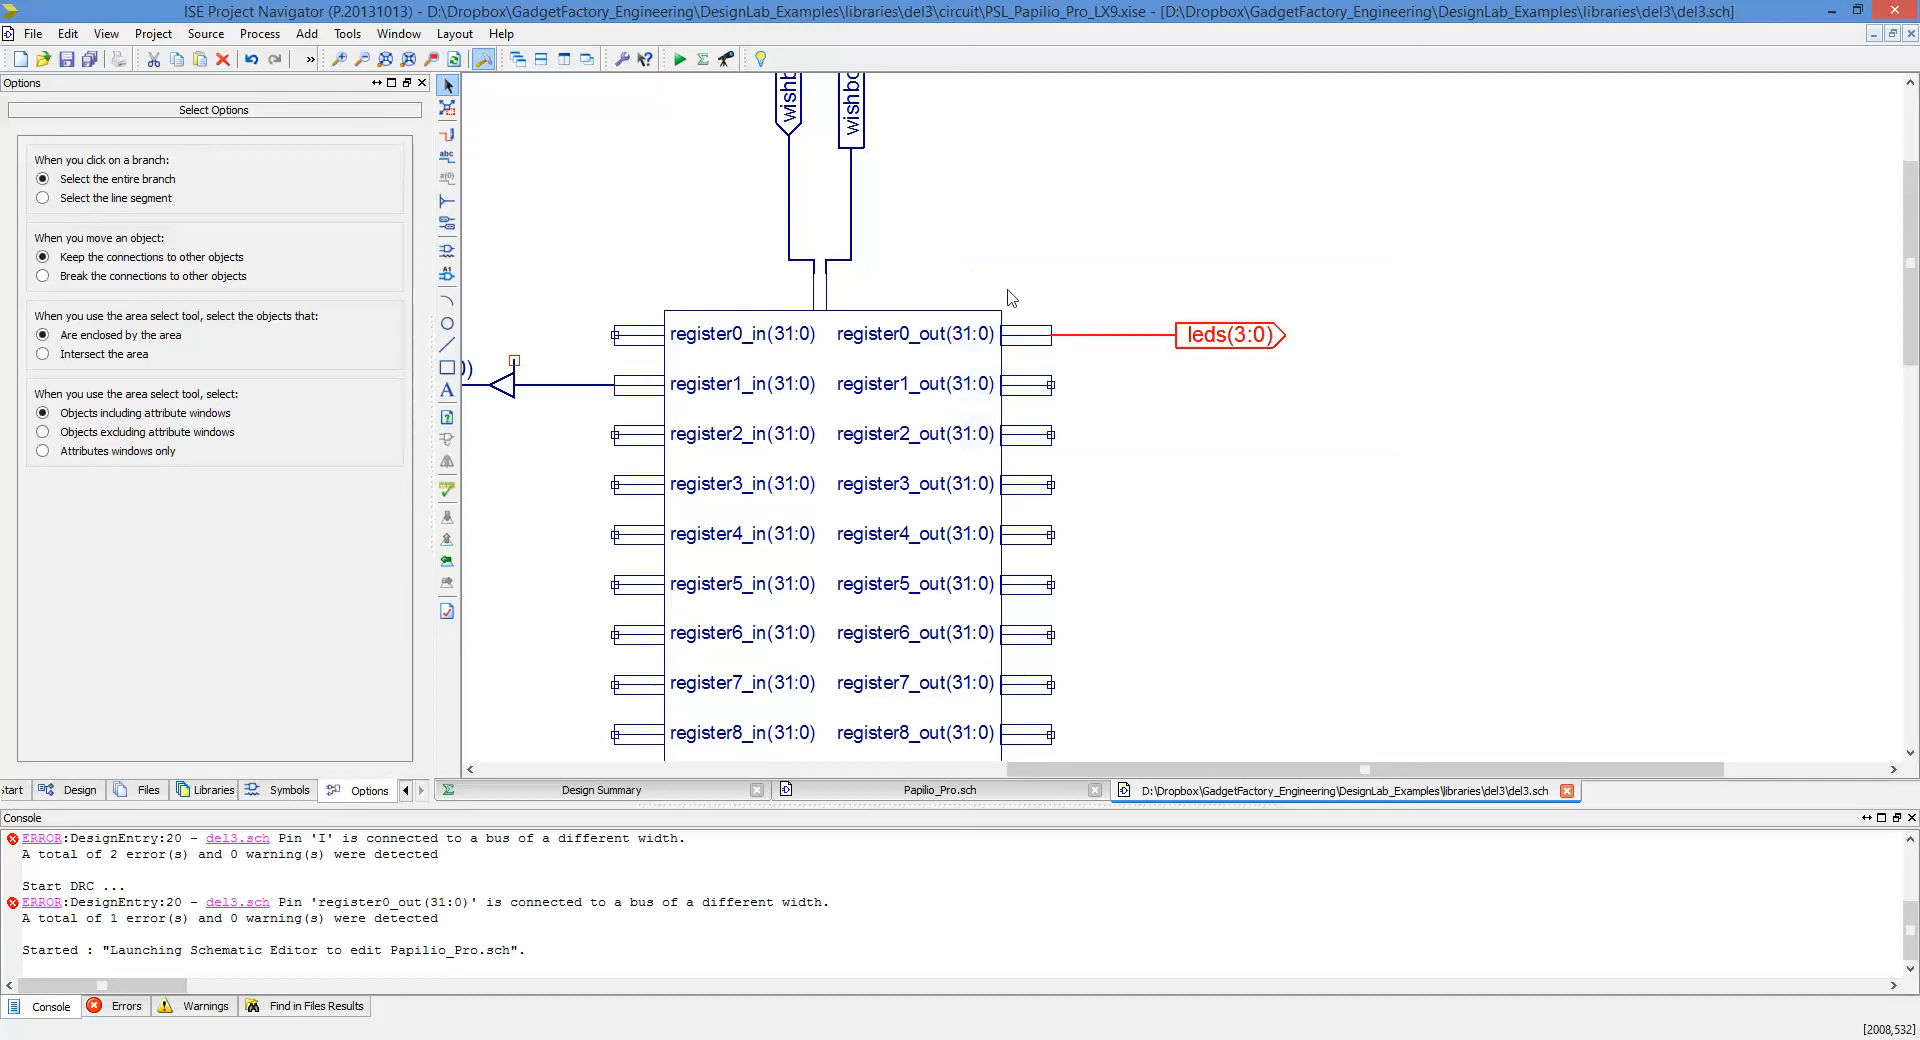 ISE Project Navigator (P.20131013) - D:\Dropbox\GadgetFactory_Engineering\DesignLab_Examples\libraries\del3\circuit\PSL_Papilio_Pro_LX9.xise - [D:\Dropbox\GadgetFactory_Engineering\DesignLab_Examples\libraries\del3\del3.sch]
File Edit View Project Source Process Add Tools Window Layout Help
»
Options
Select Options
When you click on a branch:
Select the entire branch
Select the line segment
When you move an object:
Keep the connections to other objects
Break the connections to other objects
When you use the area select tool, select the objects that:
Are enclosed by the area
Intersect the area
When you use the area select tool, select:
Objects including attribute windows
Objects excluding attribute windows
Attributes windows only
abc
a(0)
A1
A
wishb
wishbo
register0_in(31:0) register0_out(31:0) leds(3:0)
0) register1_in(31:0) register1_out(31:0)
register2_in(31:0) register2_out(31:0)
register3_in(31:0) register3_out(31:0)
register4_in(31:0) register4_out(31:0)
register5_in(31:0) register5_out(31:0)
register6_in(31:0) register6_out(31:0)
register7_in(31:0) register7_out(31:0)
register8_in(31:0) register8_out(31:0)
tart Design Files Libraries Symbols Options
Design Summary Papilio_Pro.sch D:\Dropbox\GadgetFactory_Engineering\DesignLab_Examples\libraries\del3\del3.sch
Console
ERROR:DesignEntry:20 - del3.sch Pin 'I' is connected to a bus of a different width.
A total of 2 error(s) and 0 warning(s) were detected
Start DRC ...
ERROR:DesignEntry:20 - del3.sch Pin 'register0_out(31:0)' is connected to a bus of a different width.
A total of 1 error(s) and 0 warning(s) were detected
Started : "Launching Schematic Editor to edit Papilio_Pro.sch".
Console Errors Warnings Find in Files Results
[2008,532]